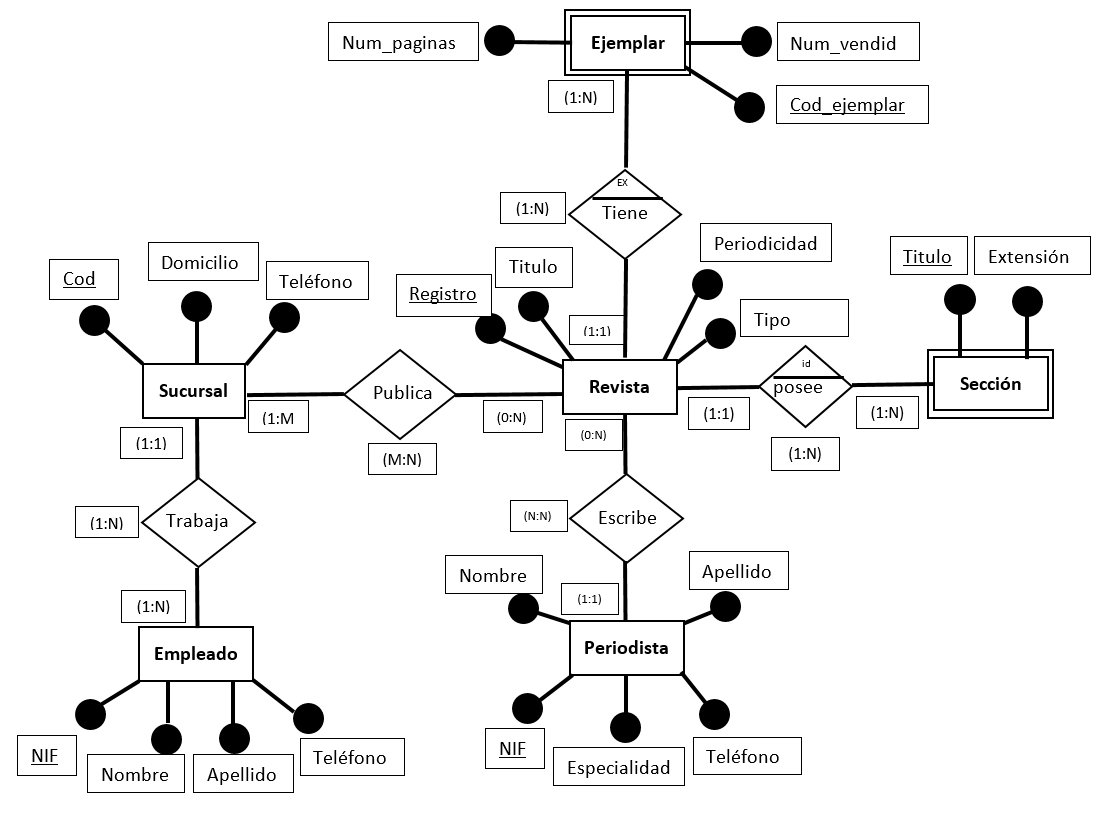 Num_paginas
Ejemplar
Num_vendid
(1:N)
Cod_ejemplar
EX
Tiene
(1:N)
Periodicidad
Titulo
Extensión
Domicilio
Titulo
Cod
Teléfono
Registro
Tipo
(1:1)
id
posee
Sucursal
Publica
Revista
Sección
(1:M
(0:N)
(1:1)
(1:N)
(1:1)
(0:N)
(M:N)
(1:N)
(1:N)
Trabaja
(N:N)
Escribe
Nombre
Apellido
(1:N)
(1:1)
Empleado
Periodista
NIF
Nombre
Apellido
Teléfono
NIF
Especialidad
Teléfono